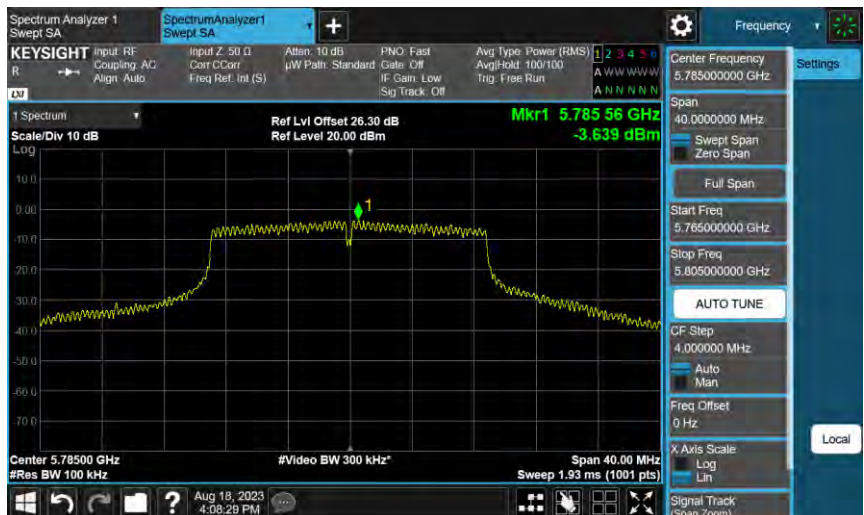 Spectrum Analyzer 1
Swept SA
SpectrumAnalyzer1
Swept SA
+
Frequency
KEYSIGHT
R
LXI
Input: RF
Coupling: AC
Align: Auto
Input Z: 50 Ω
Corr CCorr
Freq Ref: Int (S)
Atten: 10 dB
µW Path: Standard
PNO: Fast
Gate: Off
IF Gain: Low
Sig Track: Off
Avg Type: Power (RMS)
Avg|Hold: 100/100
Trig: Free Run
1 2 3 4 5 6
A W W W W W
A N N N N N
1 Spectrum
Scale/Div 10 dB
Log
Ref Lvl Offset 26.30 dB
Ref Level 20.00 dBm
Mkr1 5.785 56 GHz
-3.639 dBm
10.0
0.00
-10.0
-20.0
-30.0
-40.0
-50.0
-60.0
-70.0
1
Center 5.78500 GHz
#Res BW 100 kHz
#Video BW 300 kHz*
Span 40.00 MHz
Sweep 1.93 ms (1001 pts)
Aug 18, 2023
4:08:29 PM
?
Center Frequency
5.785000000 GHz
Span
40.0000000 MHz
Swept Span
Zero Span
Full Span
Start Freq
5.765000000 GHz
Stop Freq
5.805000000 GHz
AUTO TUNE
CF Step
4.000000 MHz
Auto
Man
Freq Offset
0 Hz
X Axis Scale
Log
Lin
Signal Track
(Span Zoom)
Settings
Local